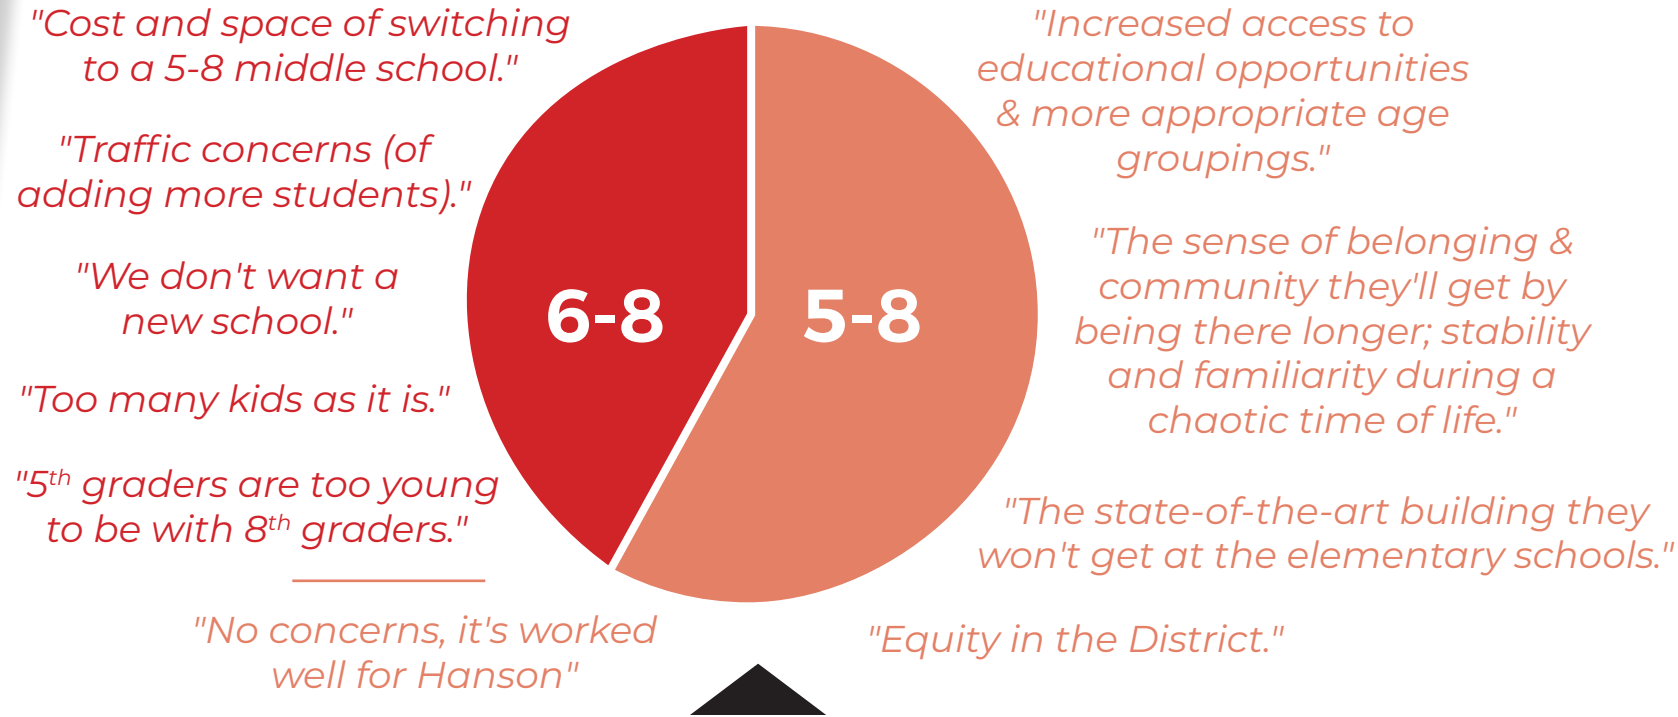 "Cost and space of switching
to a 5-8 middle school."
"Traffic concerns (of
adding more students)."
"We don't want a
new school."
"Too many kids as it is."
"5th graders are too young
to be with 8th graders."
"No concerns, it's worked
well for Hanson"
6-8
5-8
"Increased access to
educational opportunities
& more appropriate age
groupings."
"The sense of belonging &
community they'll get by
being there longer; stability
and familiarity during a
chaotic time of life."
"The state-of-the-art building they
won't get at the elementary schools."
"Equity in the District."